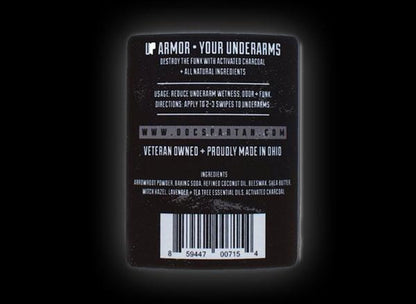 UP ARMOR • YOUR UNDERARMS
DESTROY THE FUNK WITH ACTIVATED CHARCOAL
+ ALL NATURAL INGREDIENTS
USAGE: REDUCE UNDERARM WETNESS, ODOR + FUNK.
DIRECTIONS: APPLY TO 2-3 SWIPES TO UNDERARMS
WWW.DOCSPARTAN.COM
VETERAN OWNED + PROUDLY MADE IN OHIO
INGREDIENTS
ARROWROOT POWDER, BAKING SODA, REFINED COCONUT OIL, BEESWAX, SHEA BUTTER,
WITCH HAZEL, LAVENDER + TEA TREE ESSENTIAL OILS, ACTIVATED CHARCOAL
8 59447 00715 4